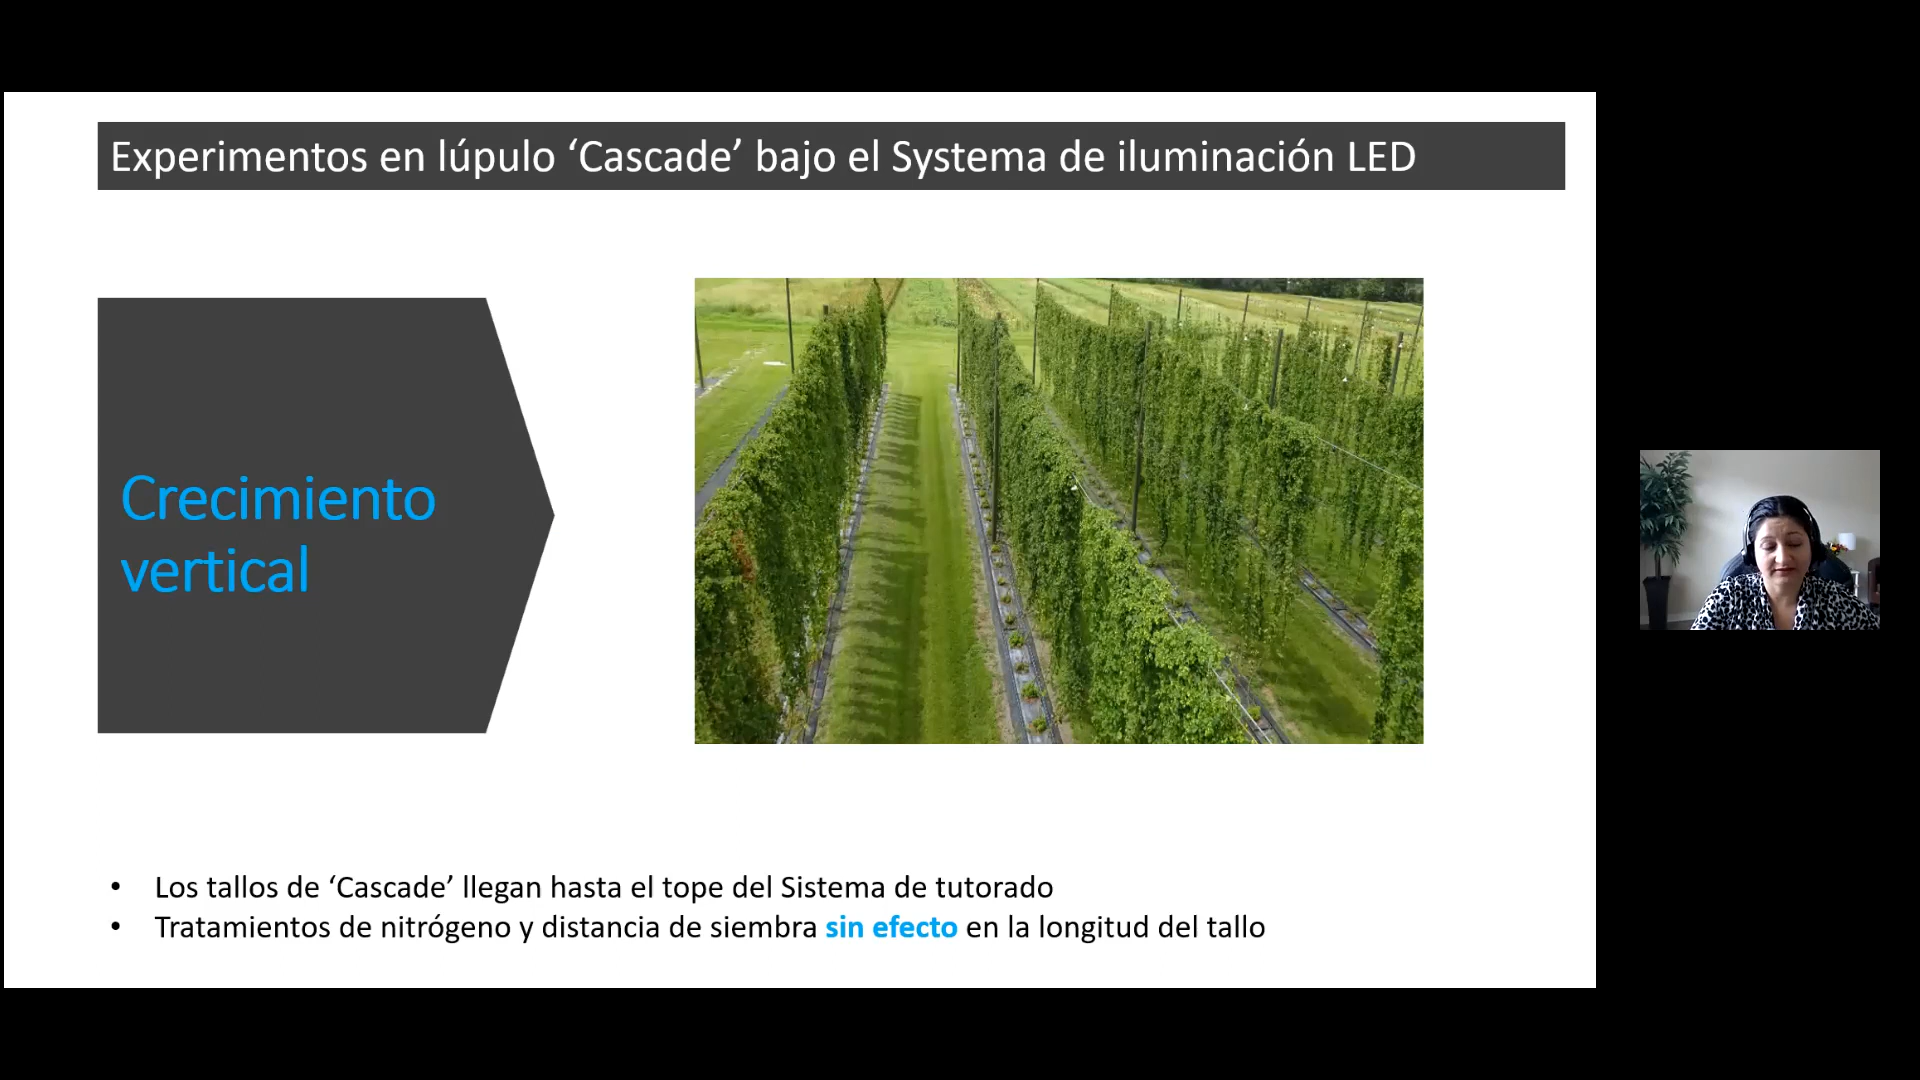 Experimentos en lúpulo ‘Cascade’ bajo el Systema de iluminación LED
Crecimiento
vertical
• Los tallos de ‘Cascade’ llegan hasta el tope del Sistema de tutorado
• Tratamientos de nitrógeno y distancia de siembra sin efecto en la longitud del tallo